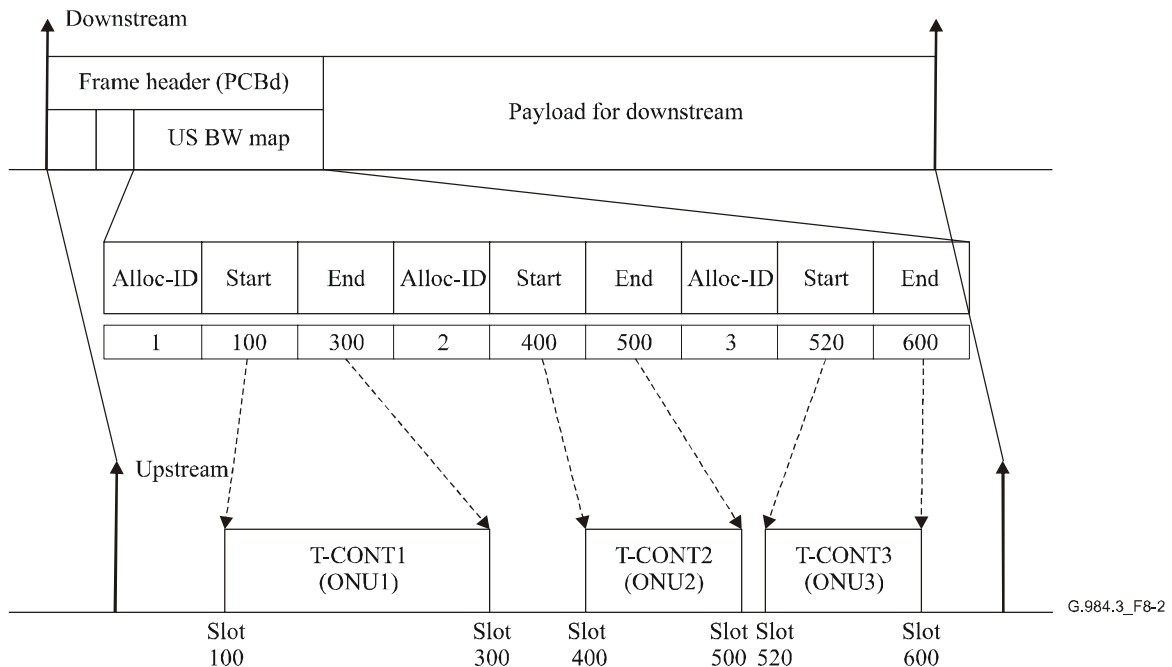 Downstream
Frame header (PCBd)
Payload for downstream
US BW map
Alloc-ID Start End Alloc-ID Start End Alloc-ID Start End
1 100 300 2 400 500 3 520 600
Upstream
T-CONT1
(ONU1)
T-CONT2
(ONU2)
T-CONT3
(ONU3)
G.984.3_F8-2
Slot
100
Slot
300
Slot
400
Slot
500
Slot
520
Slot
600